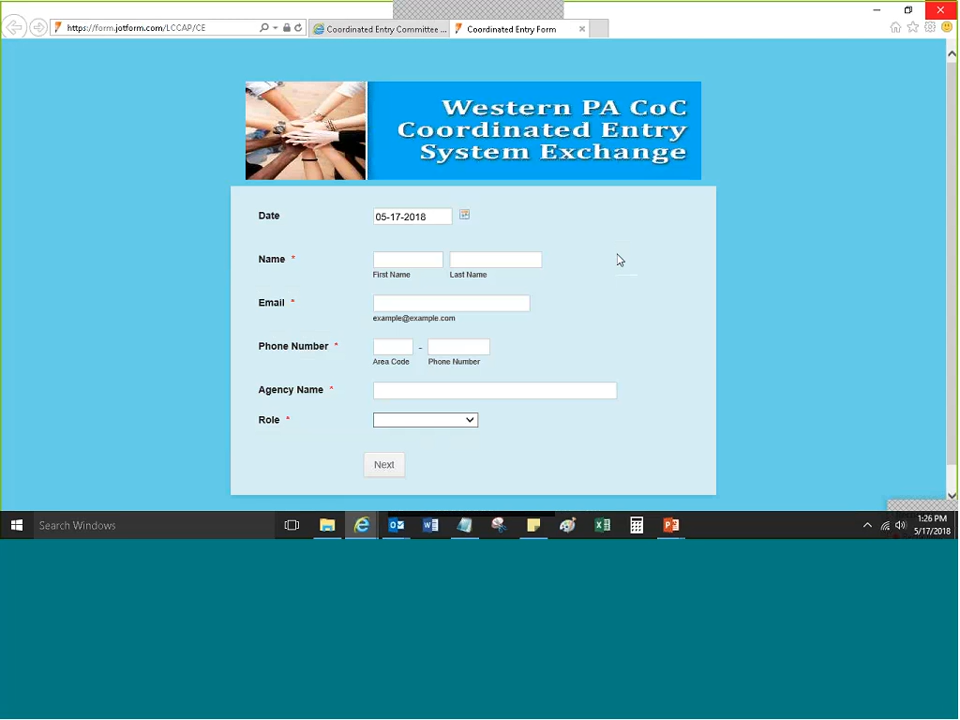 https://form.jotform.com/LCCAP/CE
Coordinated Entry Committee ...
Coordinated Entry Form
Western PA CoC
Coordinated Entry
System Exchange
Date
05-17-2018
Name *
First Name
Last Name
Email *
example@example.com
Phone Number *
-
Area Code
Phone Number
Agency Name *
Role *
Next
Search Windows
1:26 PM
5/17/2018